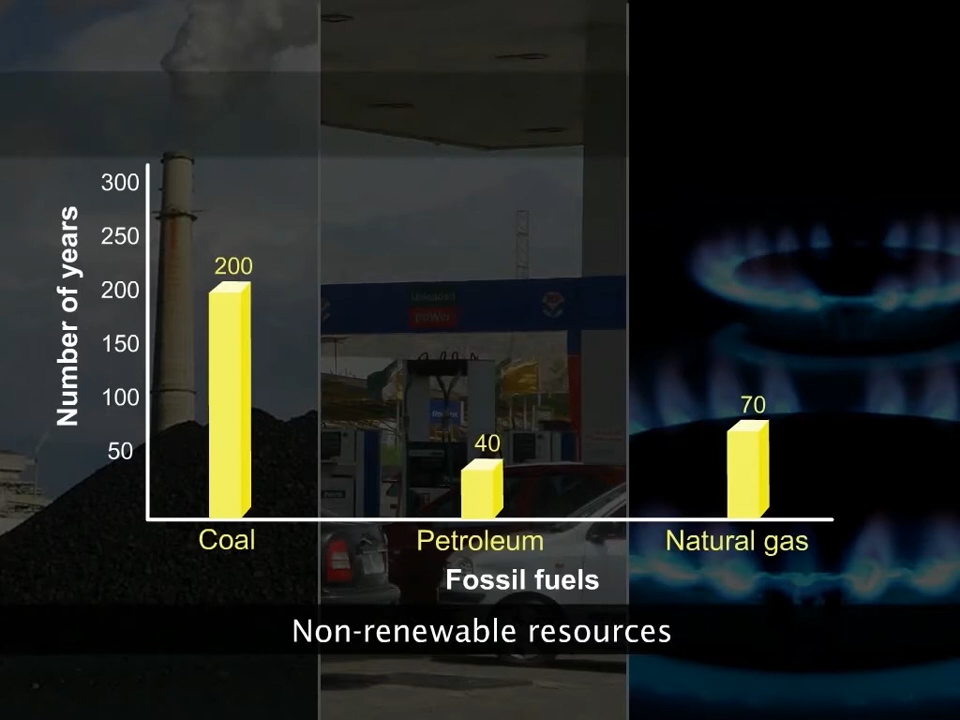 300
250
200
150
100
50
Number of years
200
40
70
Coal
Petroleum
Natural gas
Fossil fuels
Non-renewable resources
power